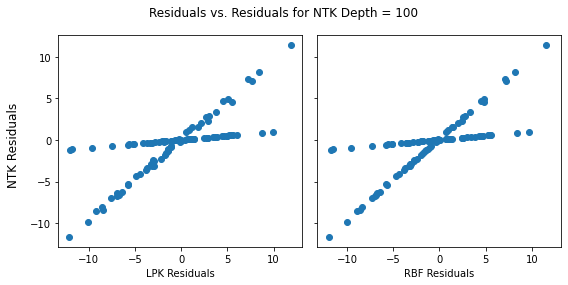 Residuals vs. Residuals for NTK Depth = 100
NTK Residuals
10
5
0
−5
−10
−10 −5 0 5 10
−10 −5 0 5 10
LPK Residuals
RBF Residuals